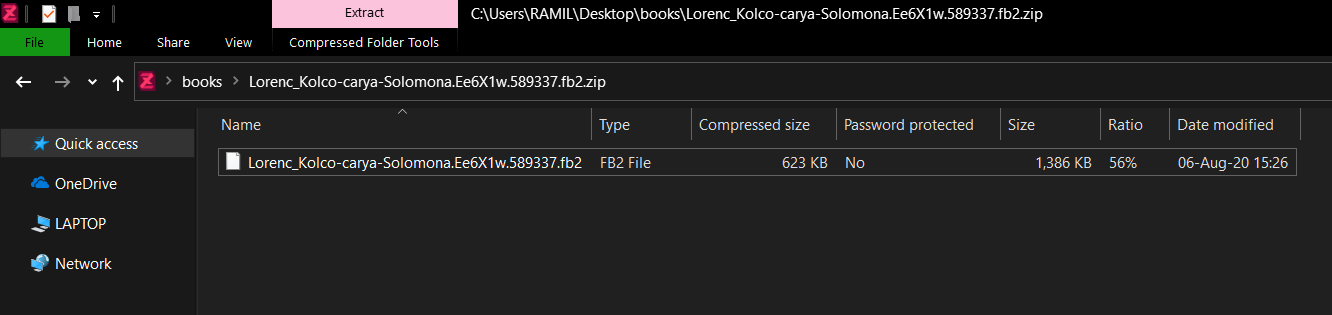 Extract
C:\Users\RAMIL\Desktop\books\Lorenc_Kolco-carya-Solomona.Ee6X1w.589337.fb2.zip
File Home Share View Compressed Folder Tools
books Lorenc_Kolco-carya-Solomona.Ee6X1w.589337.fb2.zip
Name Type Compressed size Password protected Size Ratio Date modified
Quick access
Lorenc_Kolco-carya-Solomona.Ee6X1w.589337.fb2 FB2 File 623 KB No 1,386 KB 56% 06-Aug-20 15:26
OneDrive
LAPTOP
Network